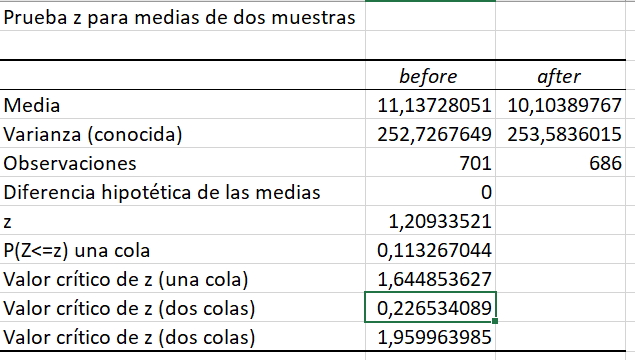 Prueba z para medias de dos muestras
before after
Media 11,13728051 10,10389767
Varianza (conocida) 252,7267649 253,5836015
Observaciones 701 686
Diferencia hipotética de las medias 0
z 1,20933521
P(Z<=z) una cola 0,113267044
Valor crítico de z (una cola) 1,644853627
Valor crítico de z (dos colas) 0,226534089
Valor crítico de z (dos colas) 1,959963985